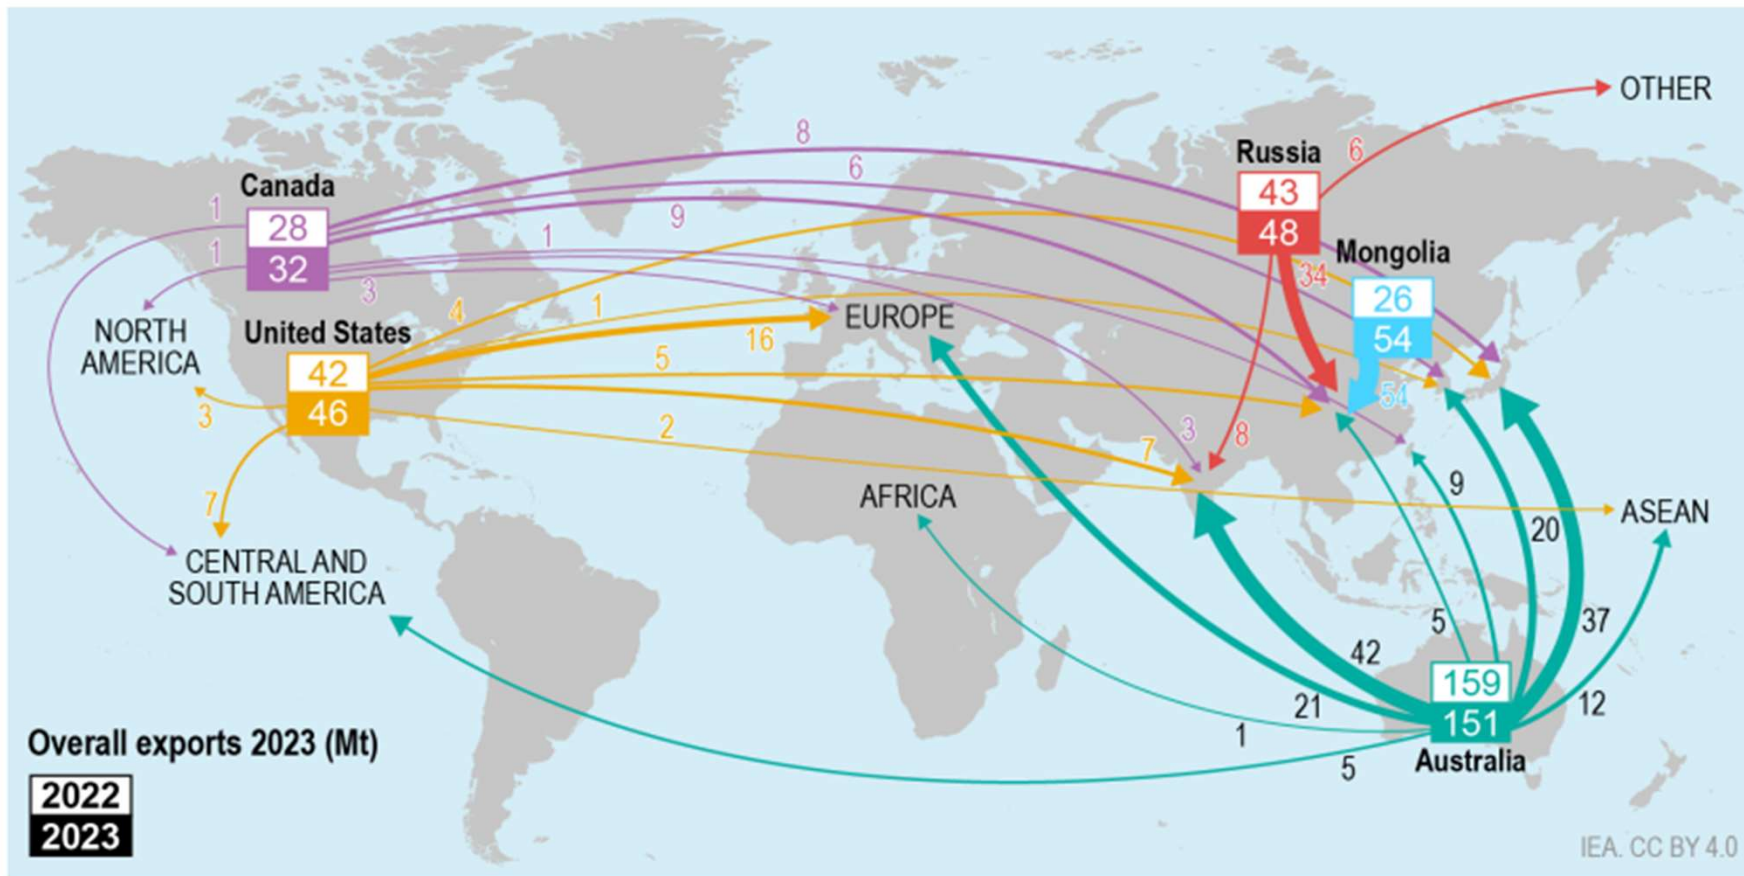 OTHER
Russia
43
48
6
34
Mongolia
26
54
54
8
8
6
9
1
3
Canada
28
32
1
1
NORTH
AMERICA
United States
42
46
4
1
16
5
2
7
3
7
3
EUROPE
AFRICA
ASEAN
CENTRAL AND
SOUTH AMERICA
9
20
5
37
42
21
1
5
12
159
151
Australia
Overall exports 2023 (Mt)
2022
2023
IEA. CC BY 4.0